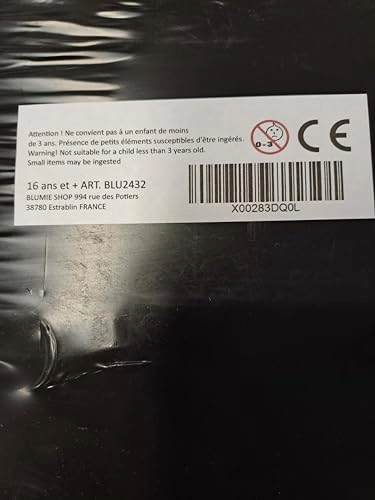 Attention ! Ne convient pas à un enfant de moins
de 3 ans. Présence de petits éléments susceptibles d'être ingérés.
Warning! Not suitable for a child less than 3 years old.
Small items may be ingested
0-3
CE
16 ans et + ART. BLU2432
BLUMIE SHOP 994 rue des Potiers
38780 Estrablin FRANCE
X00283DQ0L